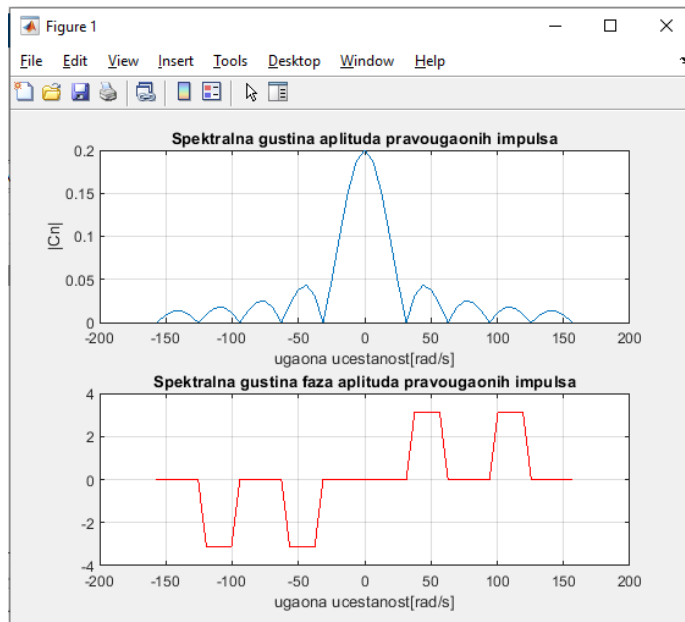 Figure 1
File Edit View Insert Tools Desktop Window Help
Spektralna gustina aplituda pravougaonih impulsa
|Cn|
0.2
0.15
0.1
0.05
0
-200 -150 -100 -50 0 50 100 150 200
ugaona ucestanost[rad/s]
Spektralna gustina faza aplituda pravougaonih impulsa
4
2
0
-2
-4
-200 -150 -100 -50 0 50 100 150 200
ugaona ucestanost[rad/s]